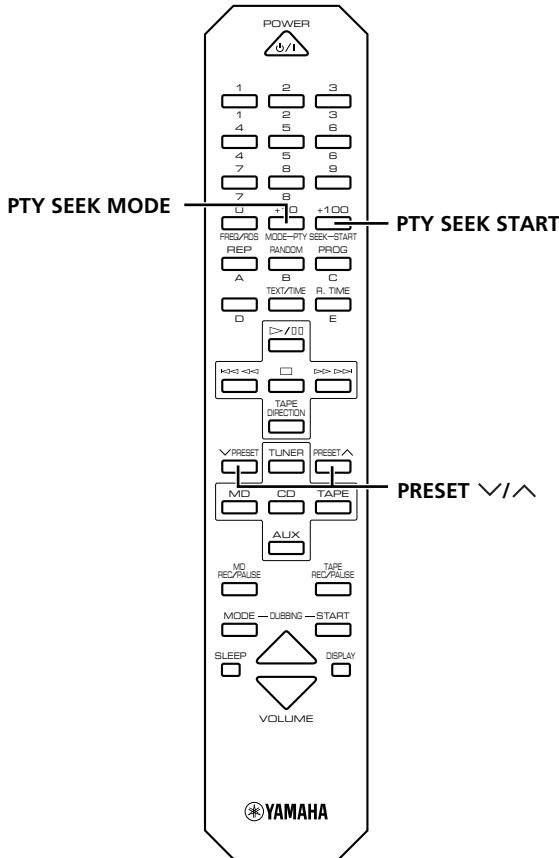 POWER
⏻/I
1 2 3
1 2 3
4 5 6
4 5 6
7 8 9
7 8
PTY SEEK MODE
0 +10 +100
PTY SEEK START
FREQ/RDS MODE–PTY SEEK–START
REP RANDOM PROG
A B C
TEXT/TIME R. TIME
D E
TAPE
DIRECTION
PRESET TUNER PRESET
PRESET ∨/∧
MD CD TAPE
AUX
MD
REC/PAUSE
TAPE
REC/PAUSE
MODE — DUBBING — START
SLEEP DISPLAY
VOLUME
YAMAHA